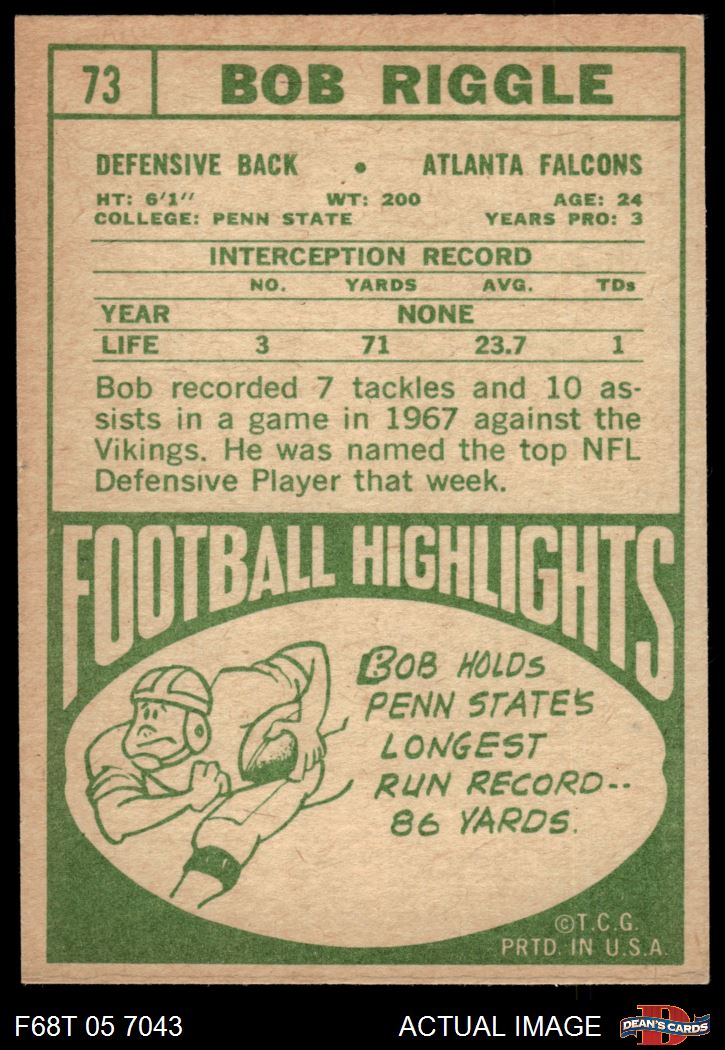 73 BOB RIGGLE
DEFENSIVE BACK • ATLANTA FALCONS
HT: 6'1" WT: 200 AGE: 24
COLLEGE: PENN STATE YEARS PRO: 3
INTERCEPTION RECORD
NO. YARDS AVG. TDs
YEAR NONE
LIFE 3 71 23.7 1
Bob recorded 7 tackles and 10 as-
sists in a game in 1967 against the
Vikings. He was named the top NFL
Defensive Player that week.
FOOTBALL HIGHLIGHTS
BOB HOLDS
PENN STATE'S
LONGEST
RUN RECORD--
86 YARDS.
©T.C.G.
PRTD. IN U.S.A.
F68T 05 7043 ACTUAL IMAGE D DEAN'S CARDS